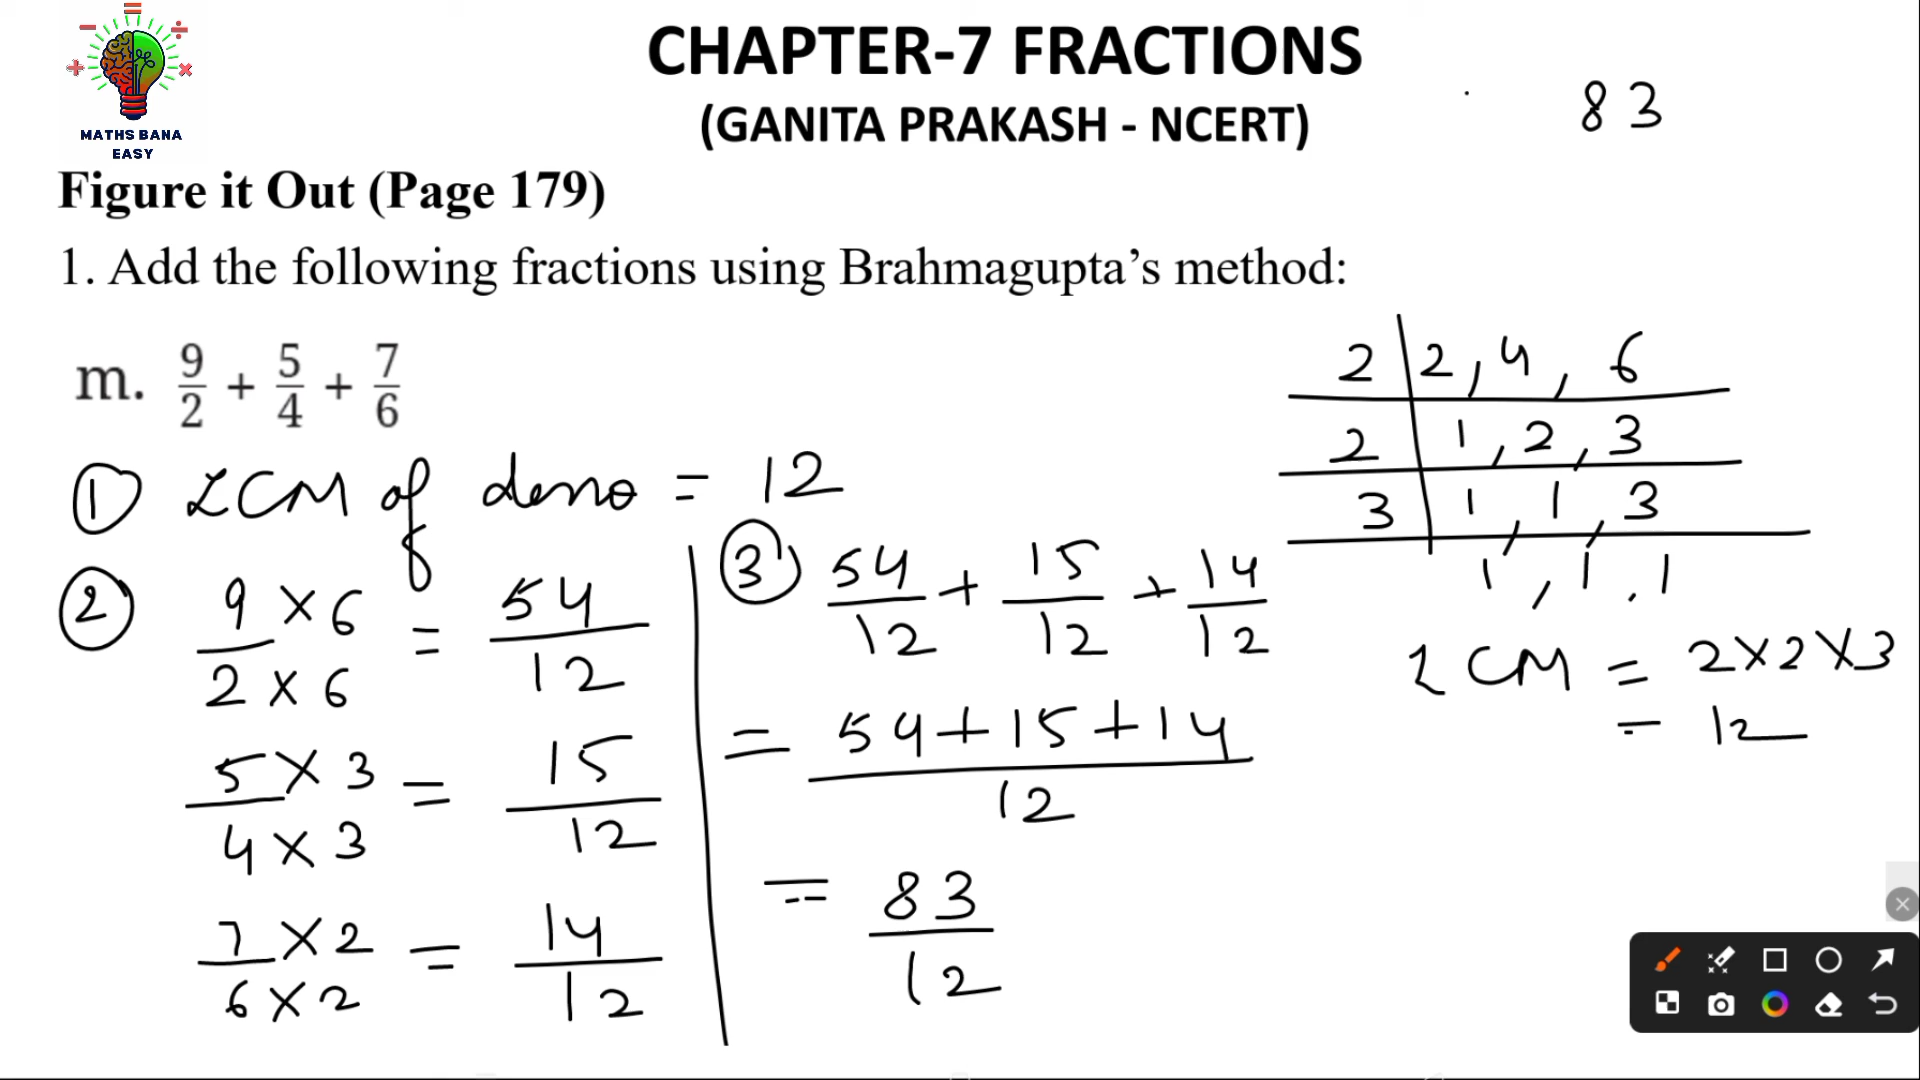 MATHS BANA
EASY
CHAPTER-7 FRACTIONS
(GANITA PRAKASH - NCERT)
83
Figure it Out (Page 179)
1. Add the following fractions using Brahmagupta's method:
m. 9/2 + 5/4 + 7/6
① LCM of deno = 12
② 9×6/2×6 = 54/12
5×3/4×3 = 15/12
7×2/6×2 = 14/12
③ 54/12 + 15/12 + 14/12
= 54+15+14/12
= 83/12
2 | 2, 4, 6
2 | 1, 2, 3
3 | 1, 1, 3
1, 1, 1
LCM = 2×2×3
= 12